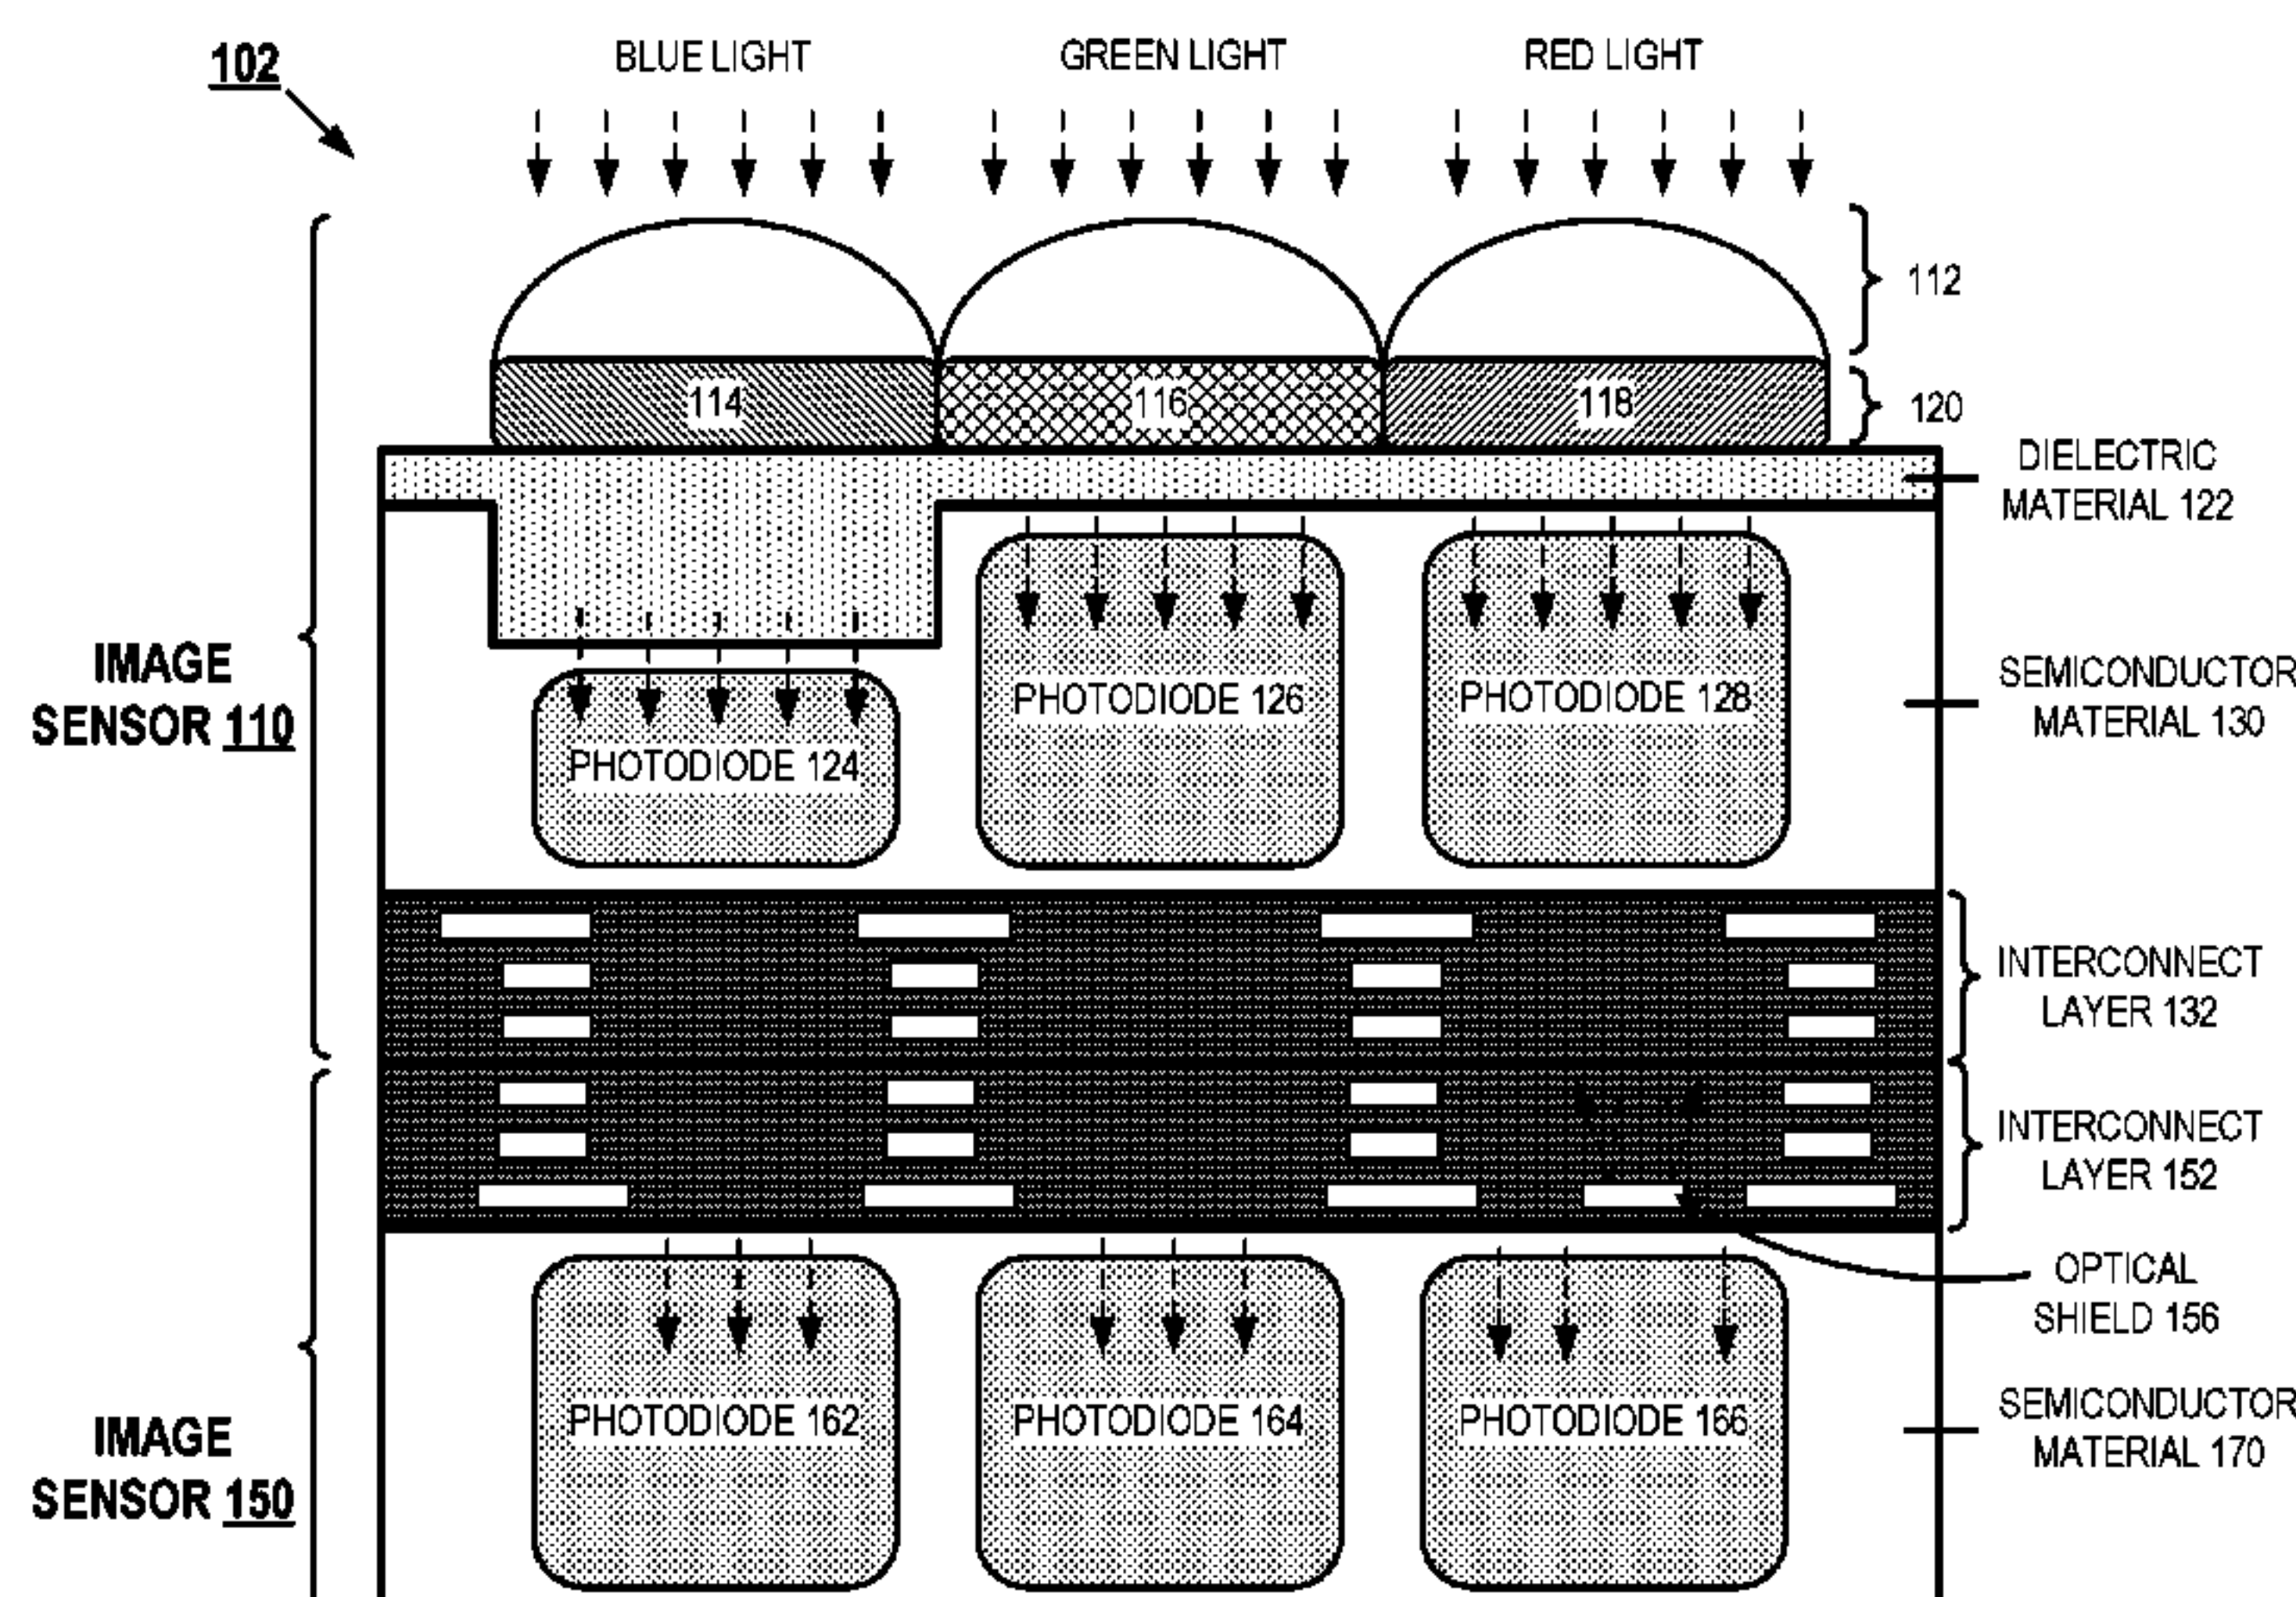 102
BLUE LIGHT
GREEN LIGHT
RED LIGHT
112
114
116
118
120
DIELECTRIC
MATERIAL 122
IMAGE
SENSOR 110
PHOTODIODE 124
PHOTODIODE 126
PHOTODIODE 128
SEMICONDUCTOR
MATERIAL 130
INTERCONNECT
LAYER 132
INTERCONNECT
LAYER 152
OPTICAL
SHIELD 156
IMAGE
SENSOR 150
PHOTODIODE 162
PHOTODIODE 164
PHOTODIODE 166
SEMICONDUCTOR
MATERIAL 170